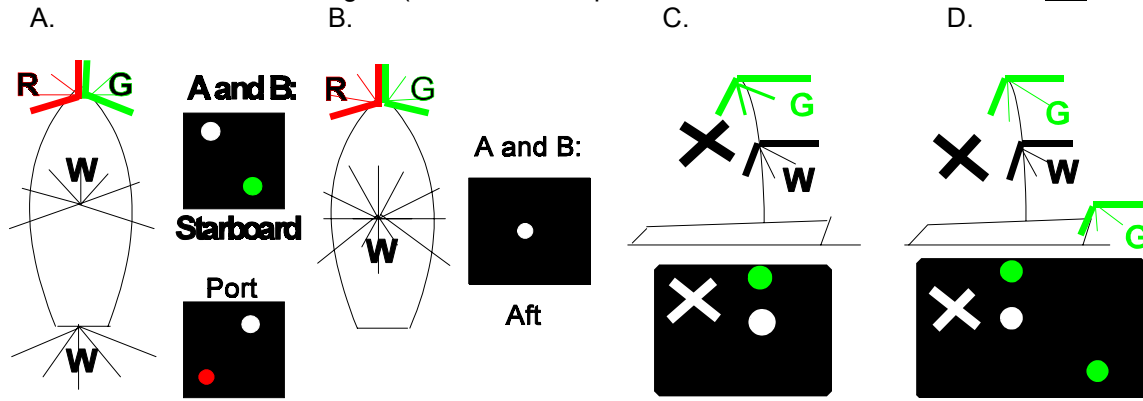 A.
B.
C.
D.
R G
A and B:
R G
G
G
W
Starboard
W
A and B:
W
W
G
Port
Aft
W